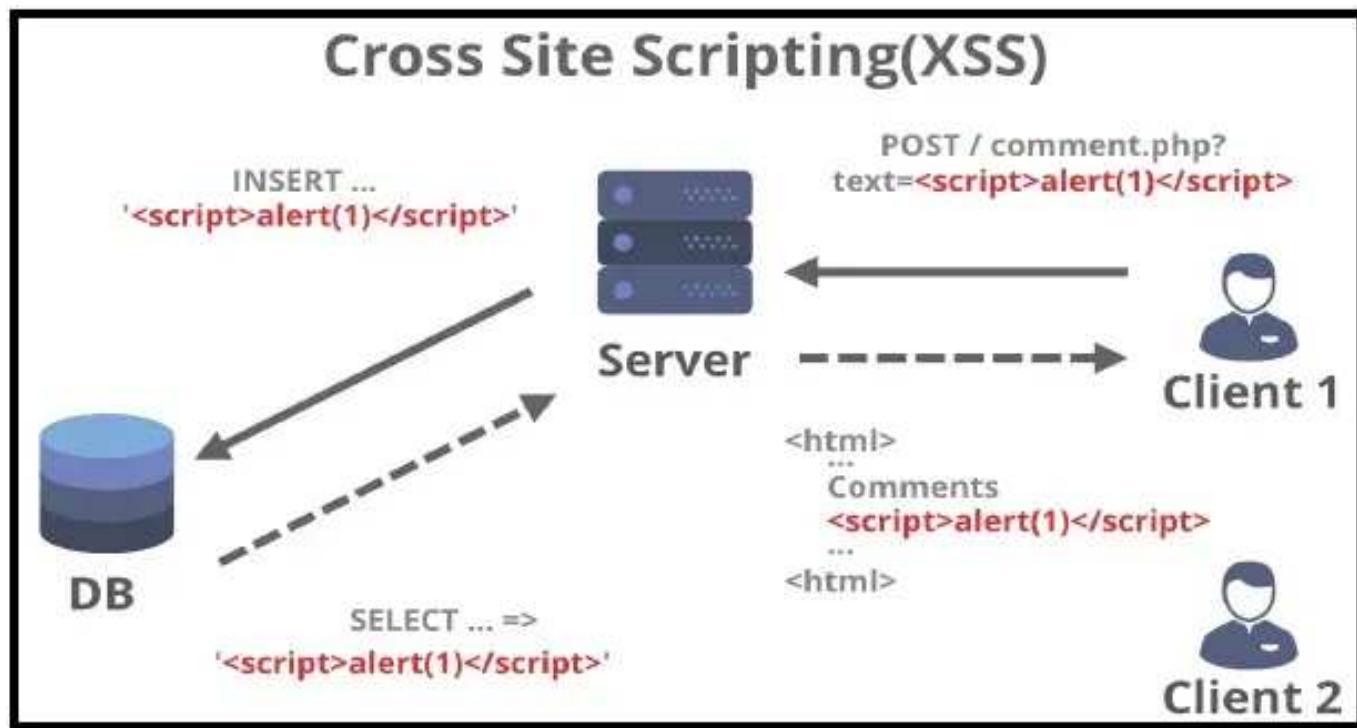 Cross Site Scripting(XSS)
POST / comment.php?
text=<script>alert(1)</script>
INSERT ...
'<script>alert(1)</script>'
Server
Client 1
<html>
...
Comments
<script>alert(1)</script>
...
<html>
DB
SELECT ... =>
'<script>alert(1)</script>'
Client 2